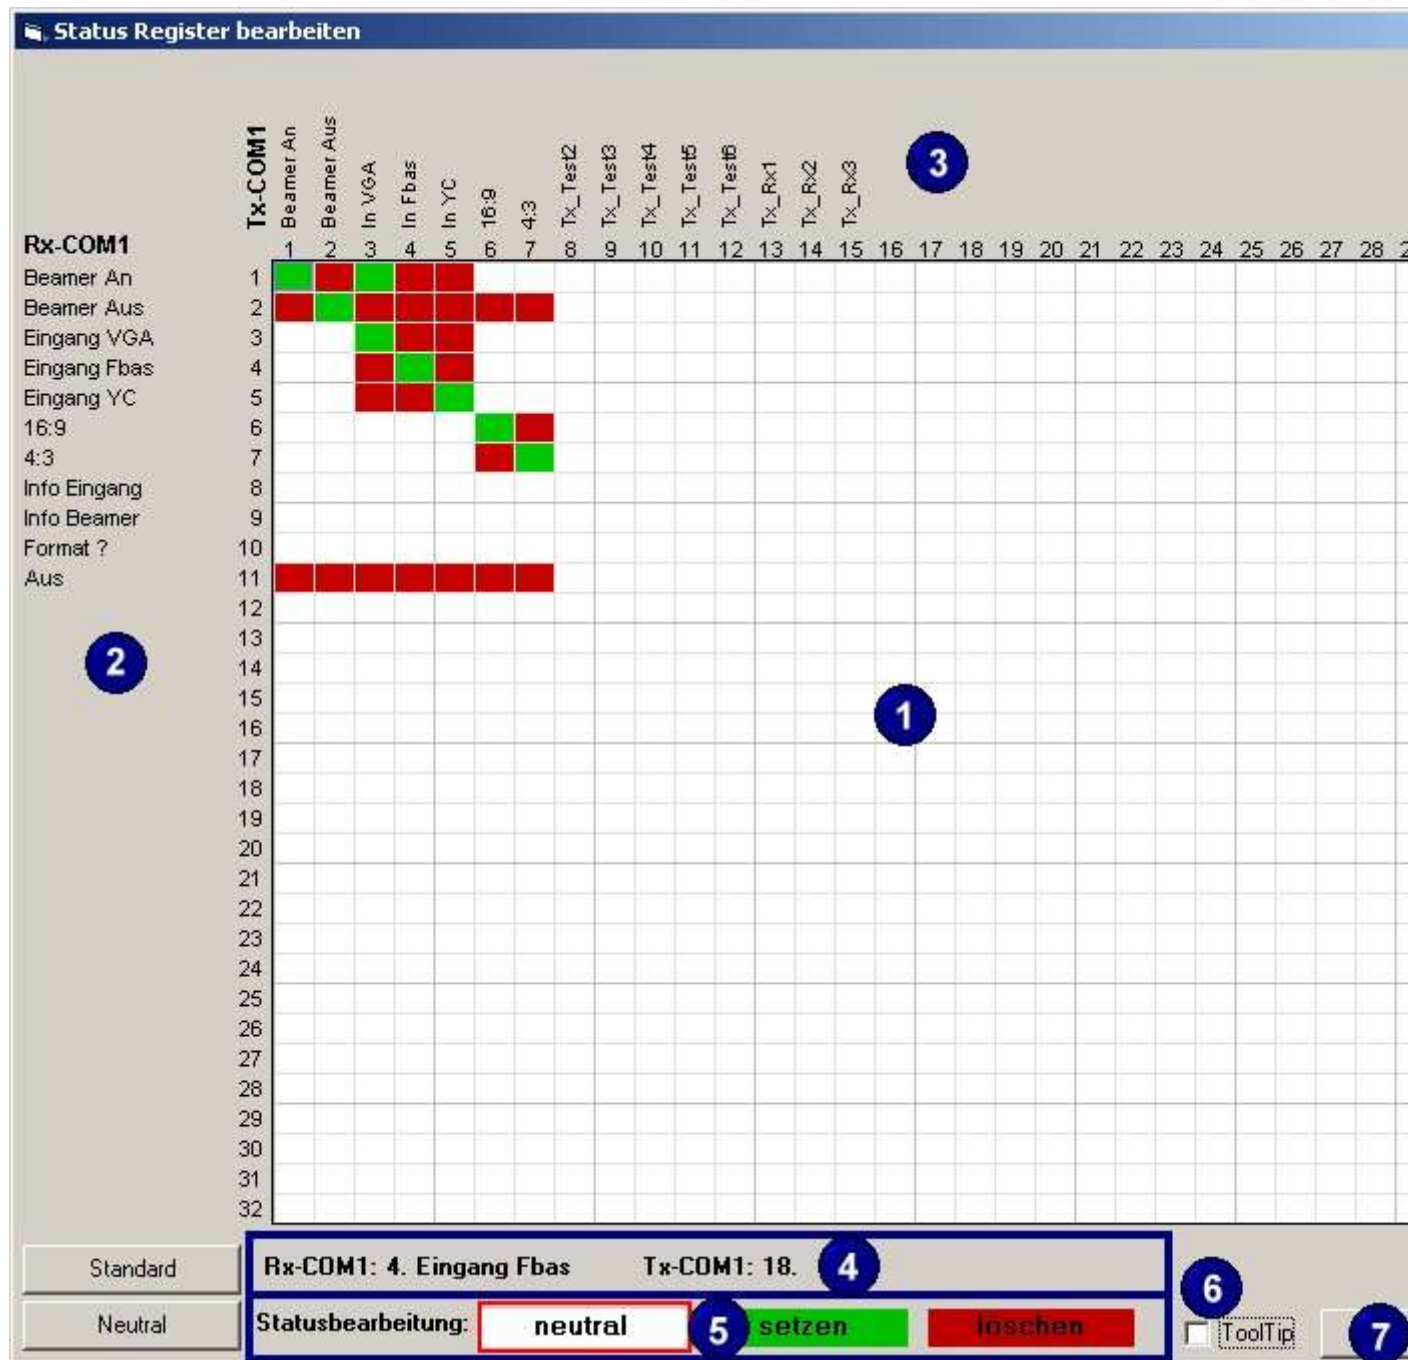 Status Register bearbeiten
Tx-COM1
Beamer An
Beamer Aus
In VGA
In Fbas
In YC
16:9
4:3
Tx_Test2
Tx_Test3
Tx_Test4
Tx_Test5
Tx_Test6
Tx_Rx1
Tx_Rx2
Tx_Rx3
3
Rx-COM1 1 2 3 4 5 6 7 8 9 10 11 12 13 14 15 16 17 18 19 20 21 22 23 24 25 26 27 28
Beamer An 1
Beamer Aus 2
Eingang VGA 3
Eingang Fbas 4
Eingang YC 5
16:9 6
4:3 7
Info Eingang 8
Info Beamer 9
Format ? 10
Aus 11
12
13
2
14
15
1
16
17
18
19
20
21
22
23
24
25
26
27
28
29
30
31
32
Standard Rx-COM1: 4. Eingang Fbas Tx-COM1: 18. 4
6
Neutral Statusbearbeitung: neutral 5 setzen löschen ToolTip 7